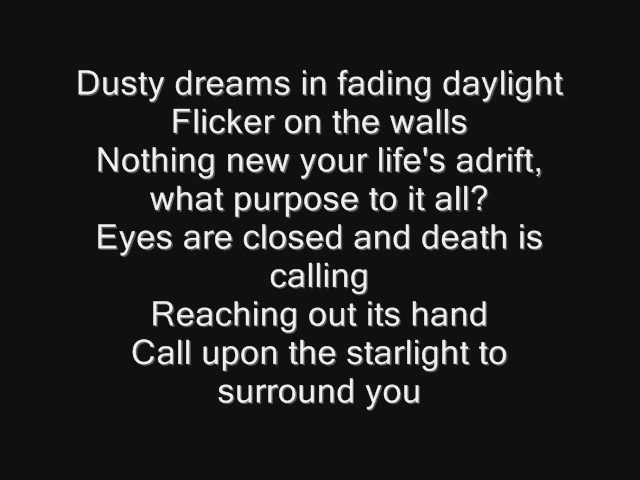 Dusty dreams in fading daylight
Flicker on the walls
Nothing new your life's adrift,
what purpose to it all?
Eyes are closed and death is
calling
Reaching out its hand
Call upon the starlight to
surround you